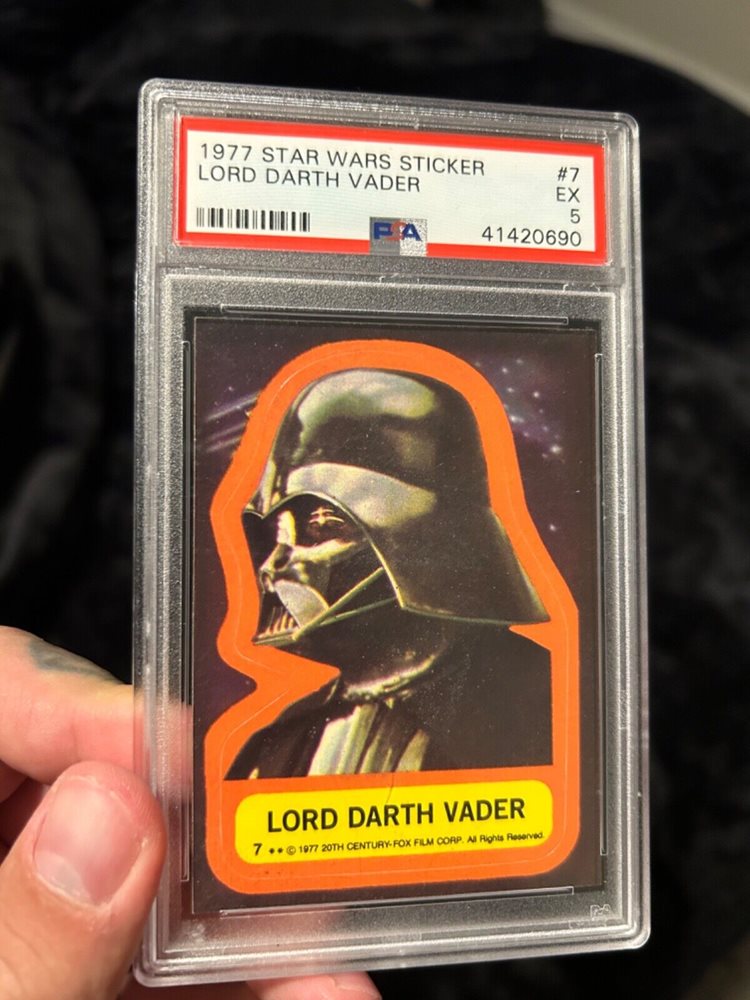 1977 STAR WARS STICKER #7
LORD DARTH VADER EX
5
PSA 41420690
LORD DARTH VADER
7 ** © 1977 20TH CENTURY-FOX FILM CORP. All Rights Reserved.